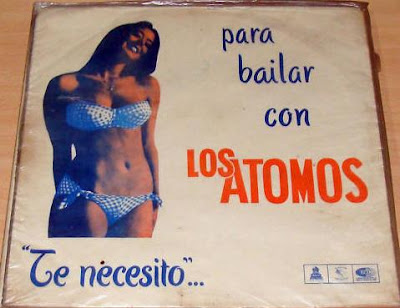 para
bailar
con
LOS ATOMOS
"Te necesito"...